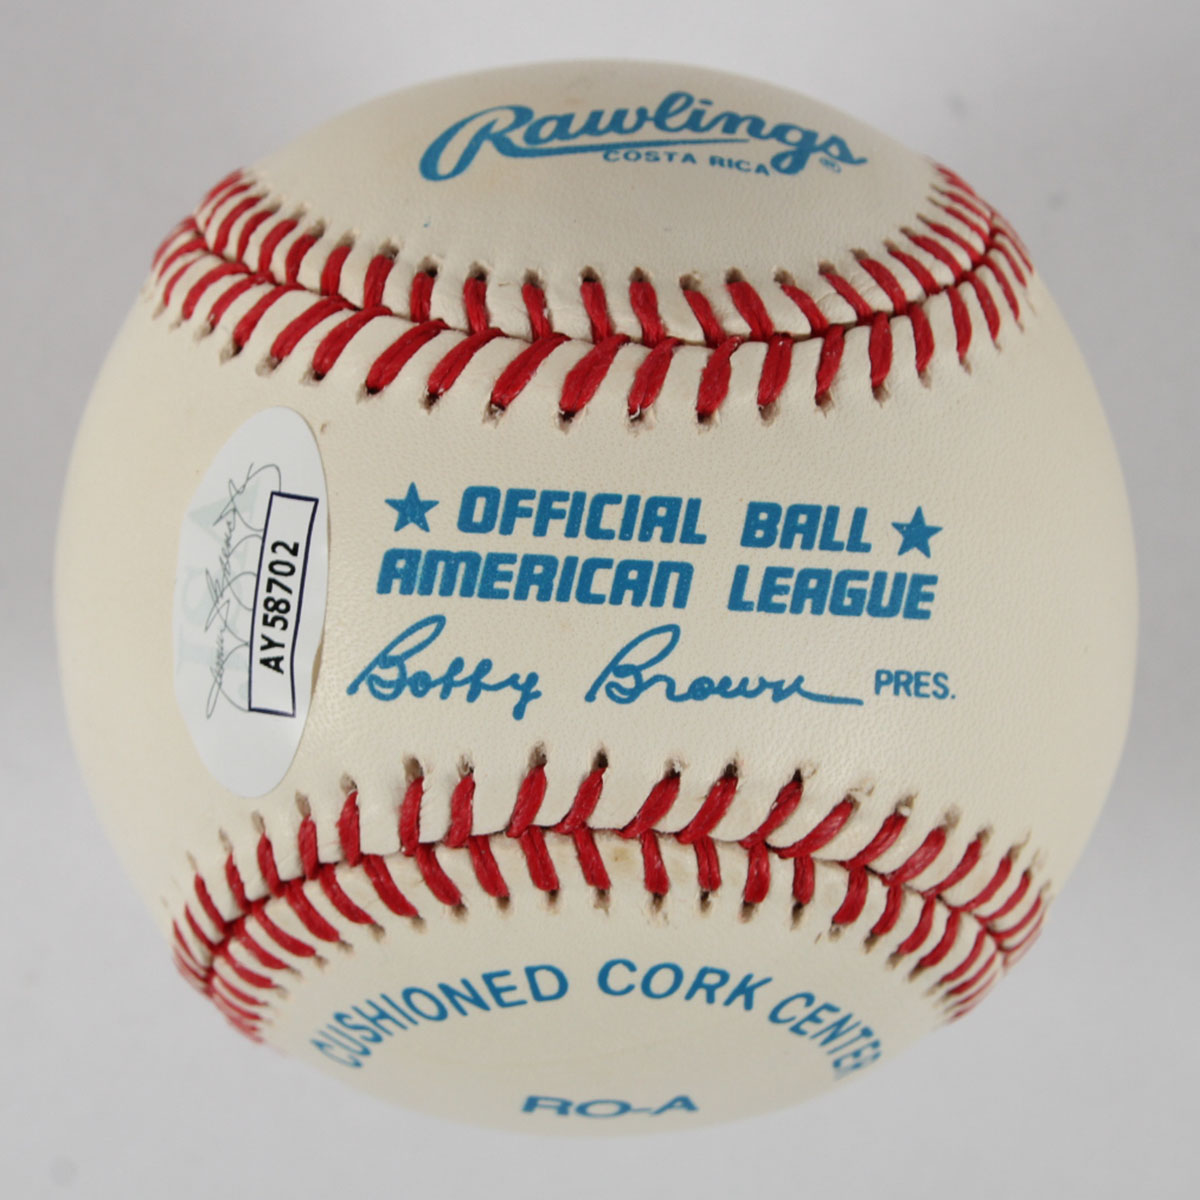 Rawlings®
COSTA RICA
★ OFFICIAL BALL ★
AMERICAN LEAGUE
Bobby Brown PRES.
AY58702
CUSHIONED CORK CENTER
RO-A